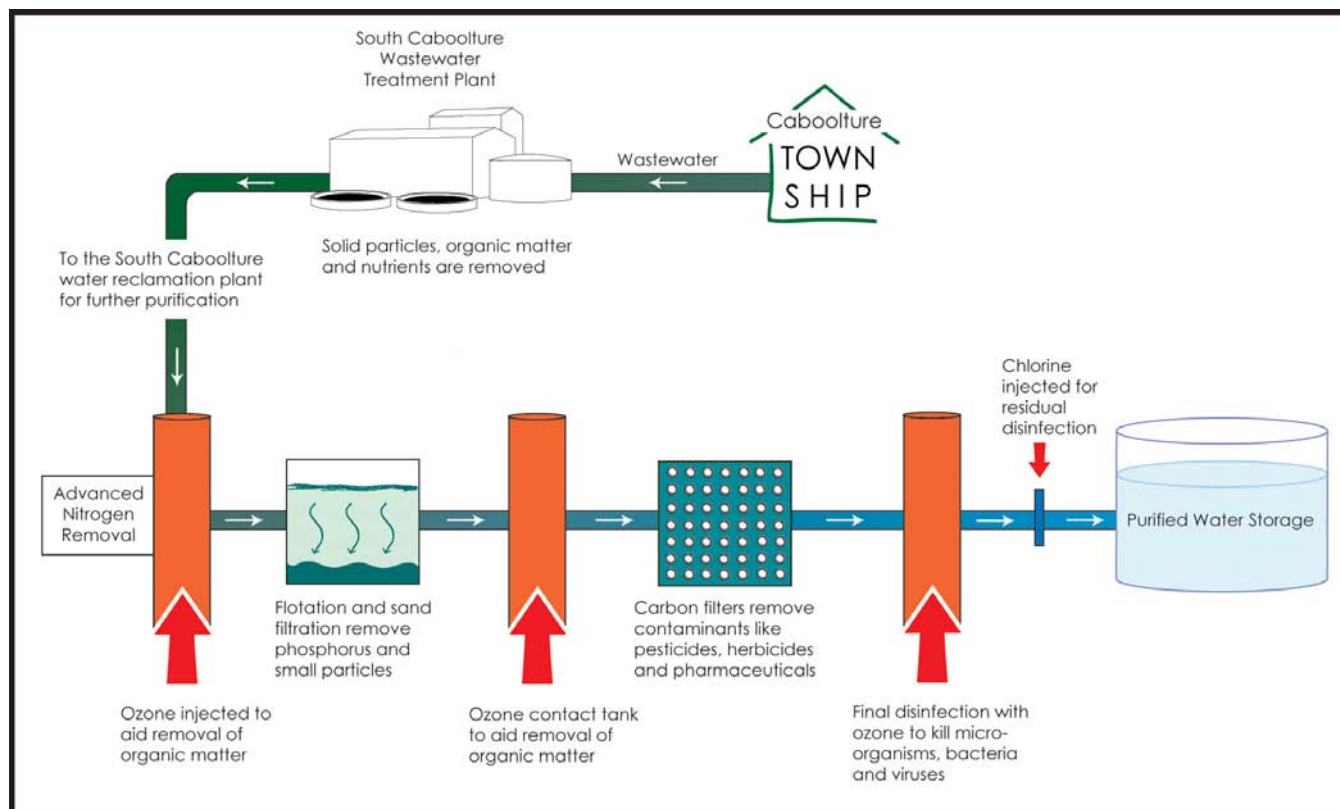 South Caboolture
Wastewater
Treatment Plant
Caboolture
TOWN
SHIP
Wastewater
Solid particles, organic matter
and nutrients are removed
To the South Caboolture
water reclamation plant
for further purification
Chlorine
injected for
residual
disinfection
Advanced
Nitrogen
Removal
Purified Water Storage
Flotation and sand
filtration remove
phosphorus and
small particles
Carbon filters remove
contaminants like
pesticides, herbicides
and pharmaceuticals
Ozone injected to
aid removal of
organic matter
Ozone contact tank
to aid removal of
organic matter
Final disinfection with
ozone to kill micro-
organisms, bacteria
and viruses